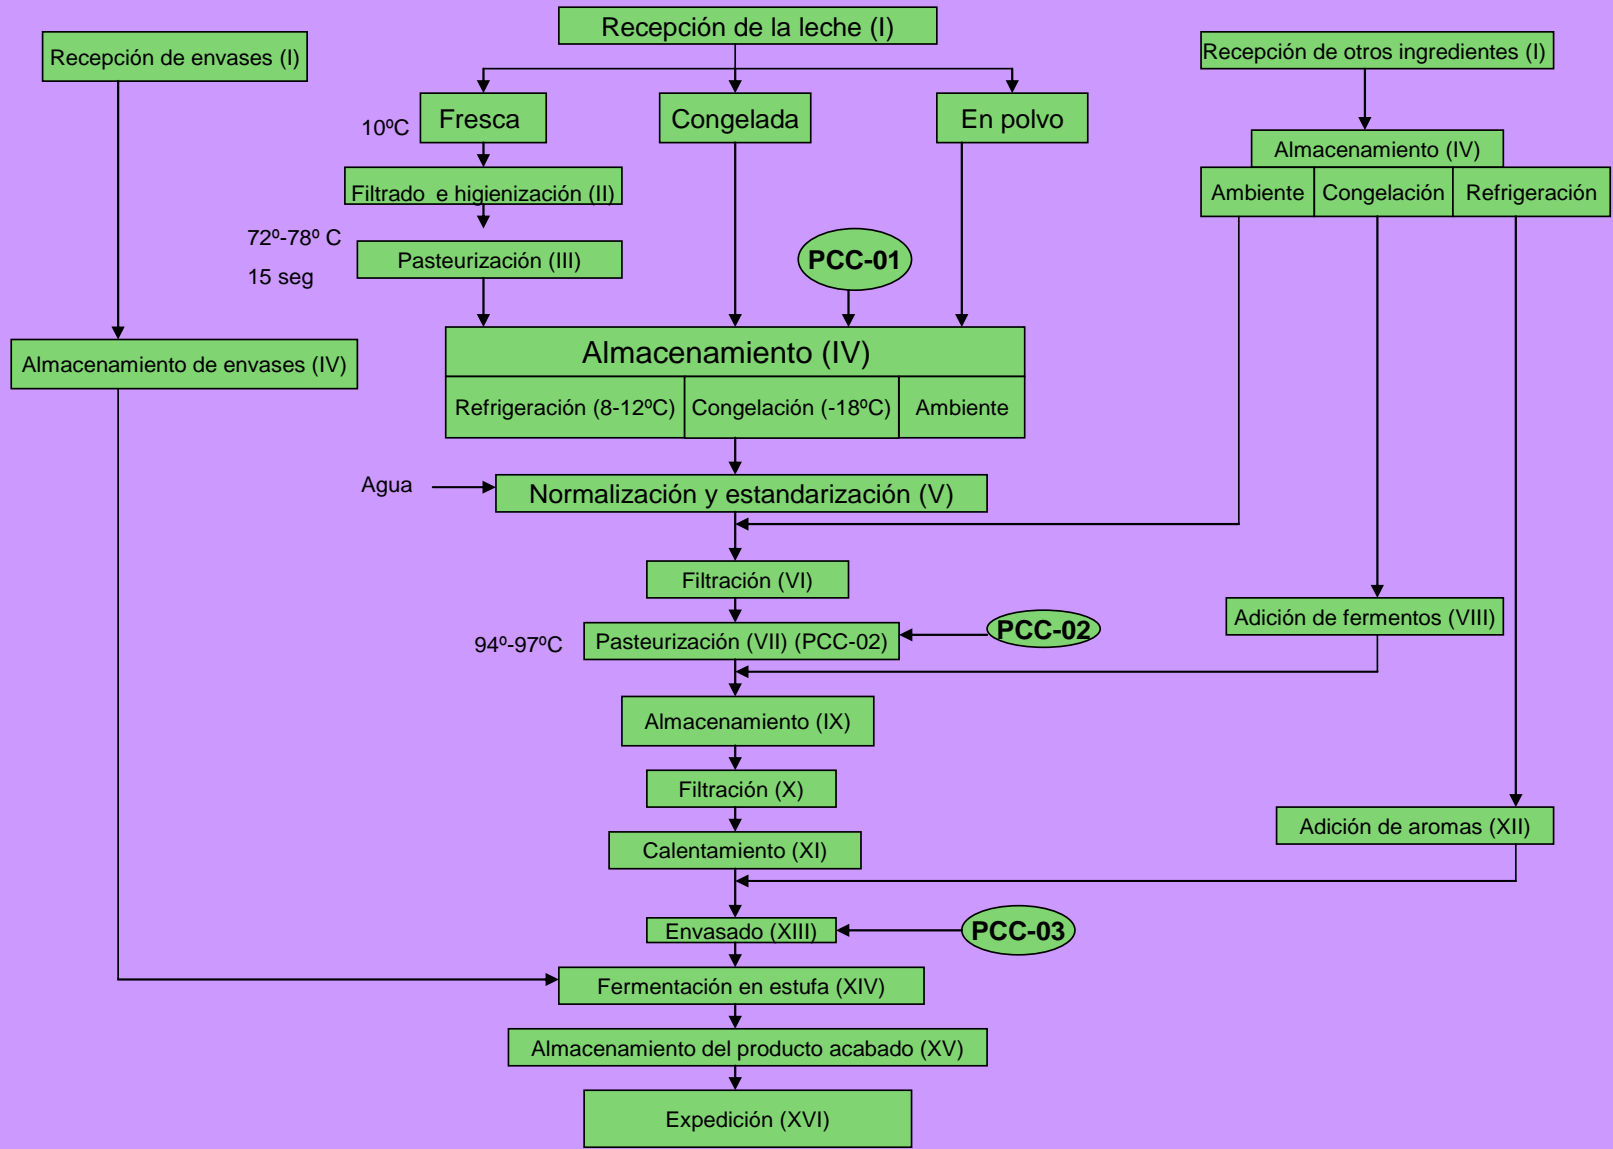 Recepción de la leche (I)
Recepción de envases (I)
Recepción de otros ingredientes (I)
10ºC
Fresca
Congelada
En polvo
Almacenamiento (IV)
Ambiente
Congelación
Refrigeración
Filtrado e higienización (II)
72º-78º C
15 seg
Pasteurización (III)
PCC-01
Almacenamiento de envases (IV)
Almacenamiento (IV)
Refrigeración (8-12ºC)
Congelación (-18ºC)
Ambiente
Agua
Normalización y estandarización (V)
Filtración (VI)
Adición de fermentos (VIII)
94º-97ºC
Pasteurización (VII) (PCC-02)
PCC-02
Almacenamiento (IX)
Filtración (X)
Adición de aromas (XII)
Calentamiento (XI)
Envasado (XIII)
PCC-03
Fermentación en estufa (XIV)
Almacenamiento del producto acabado (XV)
Expedición (XVI)